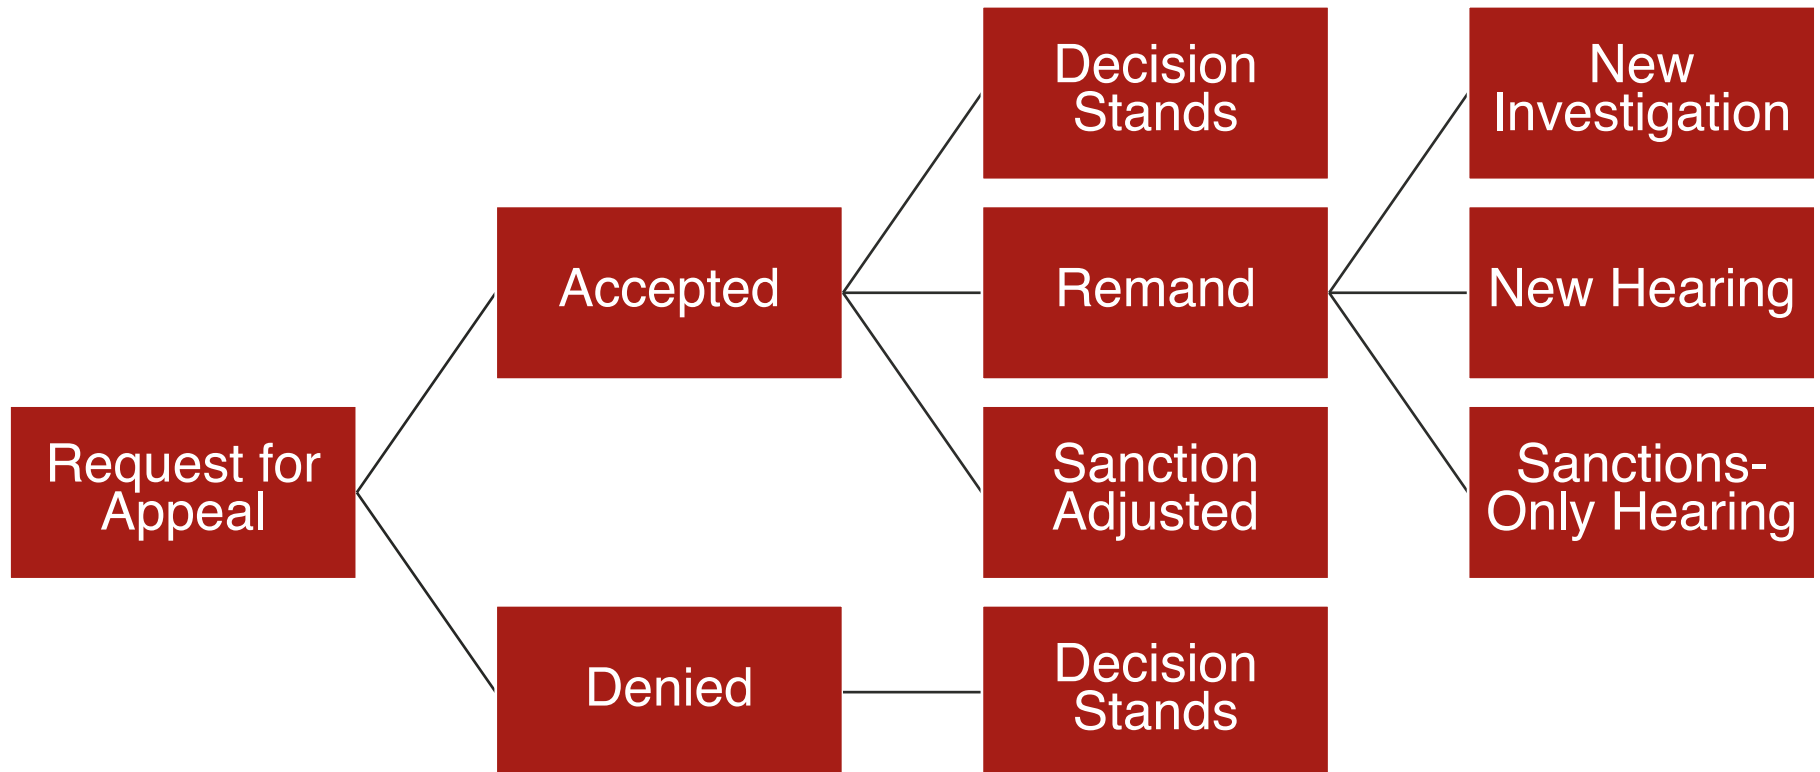 Request for
Appeal
Accepted
Denied
Decision
Stands
Remand
Sanction
Adjusted
Decision
Stands
New
Investigation
New Hearing
Sanctions-
Only Hearing